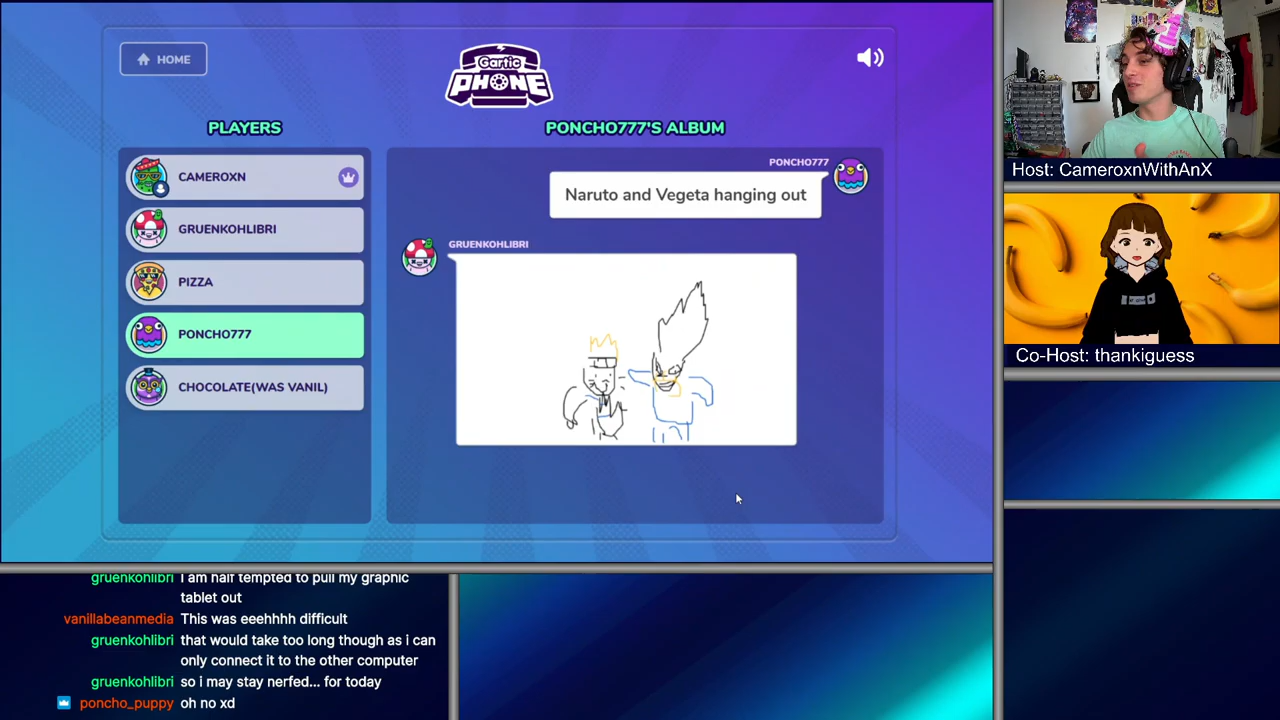 HOME
Gartic
PHONE
PLAYERS
CAMEROXN
GRUENKOHLIBRI
PIZZA
PONCHO777
CHOCOLATE(WAS VANIL)
PONCHO777'S ALBUM
PONCHO777
Naruto and Vegeta hanging out
GRUENKOHLIBRI
Host: CameroxnWithAnX
Co-Host: thankiguess
gruenkohlibri I am half tempted to pull my graphic
tablet out
vanillabeanmedia This was eeehhhh difficult
gruenkohlibri that would take too long though as i can
only connect it to the other computer
gruenkohlibri so i may stay nerfed... for today
poncho_puppy oh no xd